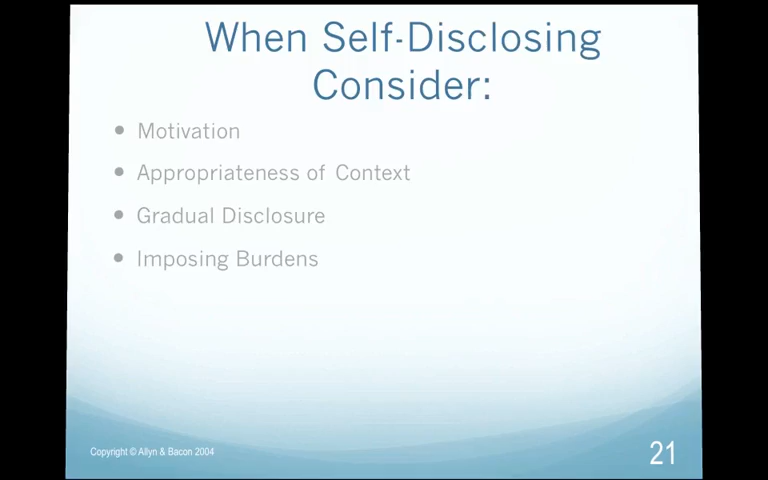 When Self-Disclosing
Consider:
• Motivation
• Appropriateness of Context
• Gradual Disclosure
• Imposing Burdens
Copyright © Allyn & Bacon 2004
21